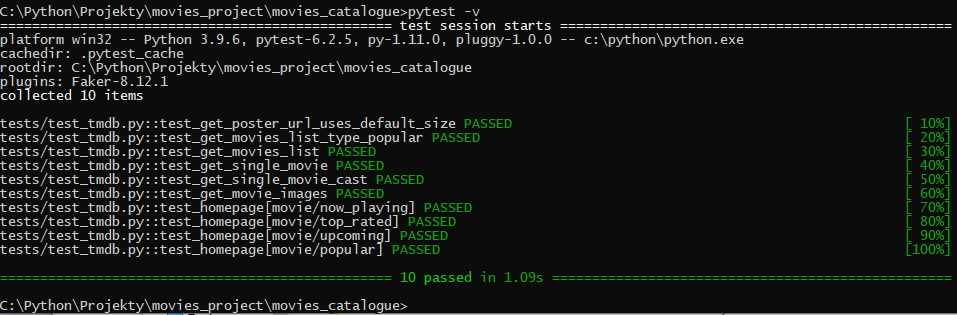 C:\Python\Projekty\movies_project\movies_catalogue>pytest -v
================================================= test session starts =================================================
platform win32 -- Python 3.9.6, pytest-6.2.5, py-1.11.0, pluggy-1.0.0 -- c:\python\python.exe
cachedir: .pytest_cache
rootdir: C:\Python\Projekty\movies_project\movies_catalogue
plugins: Faker-8.12.1
collected 10 items
tests/test_tmdb.py::test_get_poster_url_uses_default_size PASSED [ 10%]
tests/test_tmdb.py::test_get_movies_list_type_popular PASSED [ 20%]
tests/test_tmdb.py::test_get_movies_list PASSED [ 30%]
tests/test_tmdb.py::test_get_single_movie PASSED [ 40%]
tests/test_tmdb.py::test_get_single_movie_cast PASSED [ 50%]
tests/test_tmdb.py::test_get_movie_images PASSED [ 60%]
tests/test_tmdb.py::test_homepage[movie/now_playing] PASSED [ 70%]
tests/test_tmdb.py::test_homepage[movie/top_rated] PASSED [ 80%]
tests/test_tmdb.py::test_homepage[movie/upcoming] PASSED [ 90%]
tests/test_tmdb.py::test_homepage[movie/popular] PASSED [100%]
================================================= 10 passed in 1.09s ==================================================
C:\Python\Projekty\movies_project\movies_catalogue>